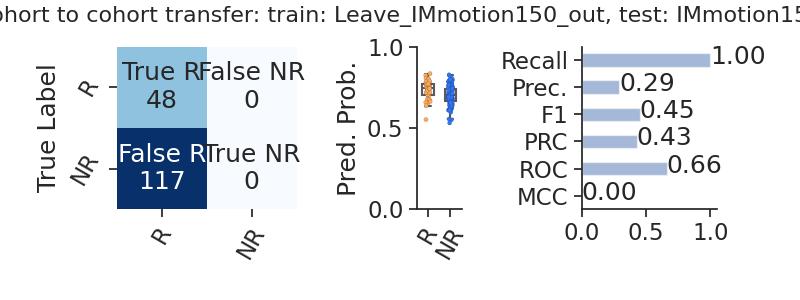 ohort to cohort transfer: train: Leave_IMmotion150_out, test: IMmotion15
True Label
R
NR
True R
48
False NR
0
False R
117
True NR
0
R
NR
Pred. Prob.
1.0
0.5
0.0
R
NR
Recall
Prec.
F1
PRC
ROC
MCC
1.00
0.29
0.45
0.43
0.66
0.00
0.0
0.5
1.0